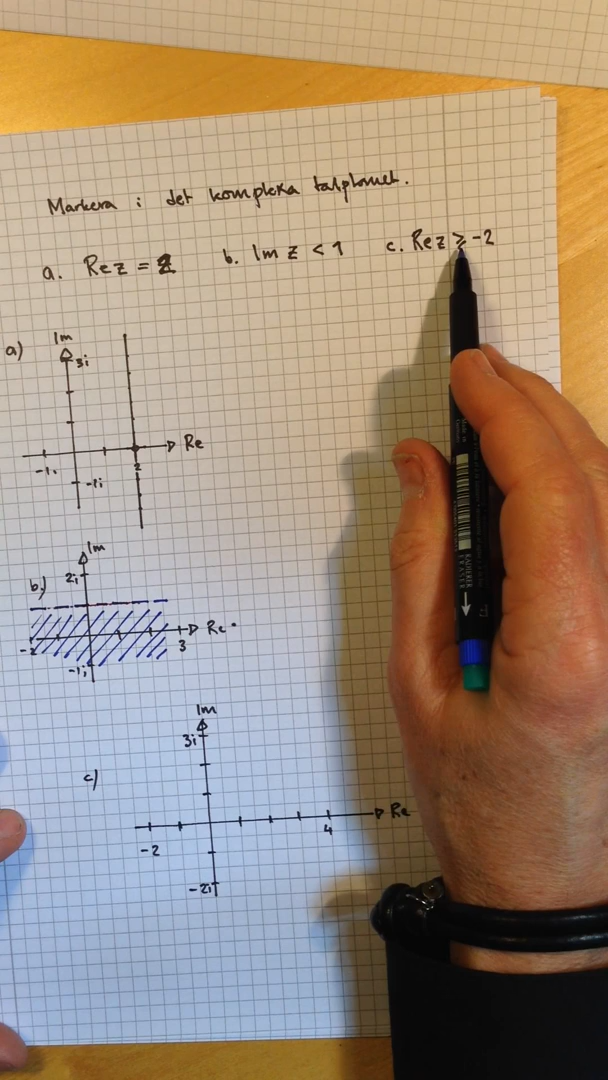 Markera i det komplexa talplanet.
a. Re z = 2 b. Im z < 1 c. Re z ≥ -2
a)
Im
3i
Re
-1i
2
-1i
Im
b)
2i
Re
-2
3
-1i
Im
3i
c)
Re
4
-2
-2i